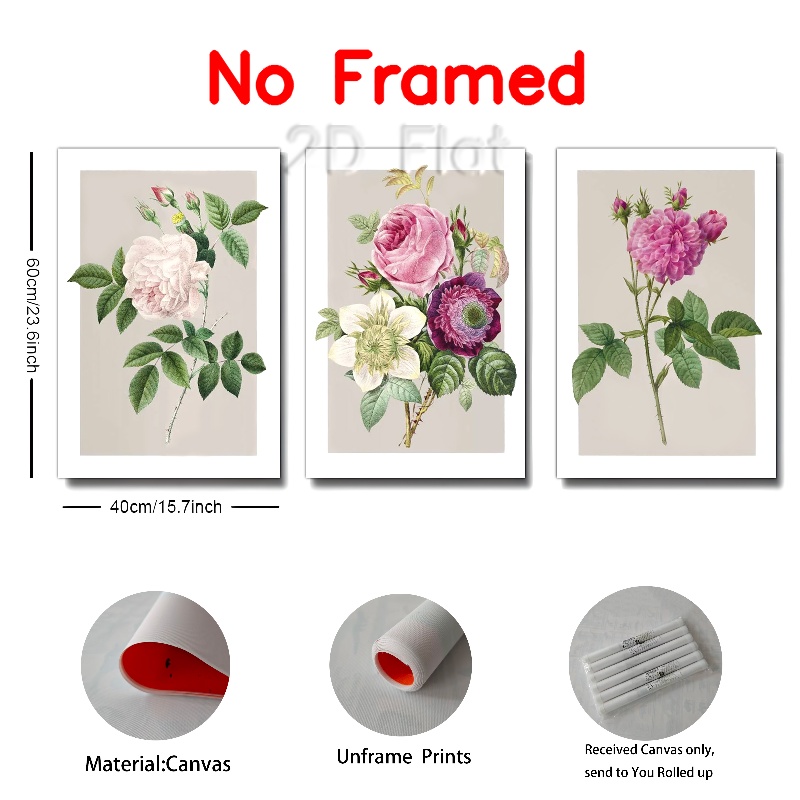 No Framed
2D Flat
60cm/23.6inch
40cm/15.7inch
Material:Canvas
Unframe Prints
Received Canvas only,
send to You Rolled up